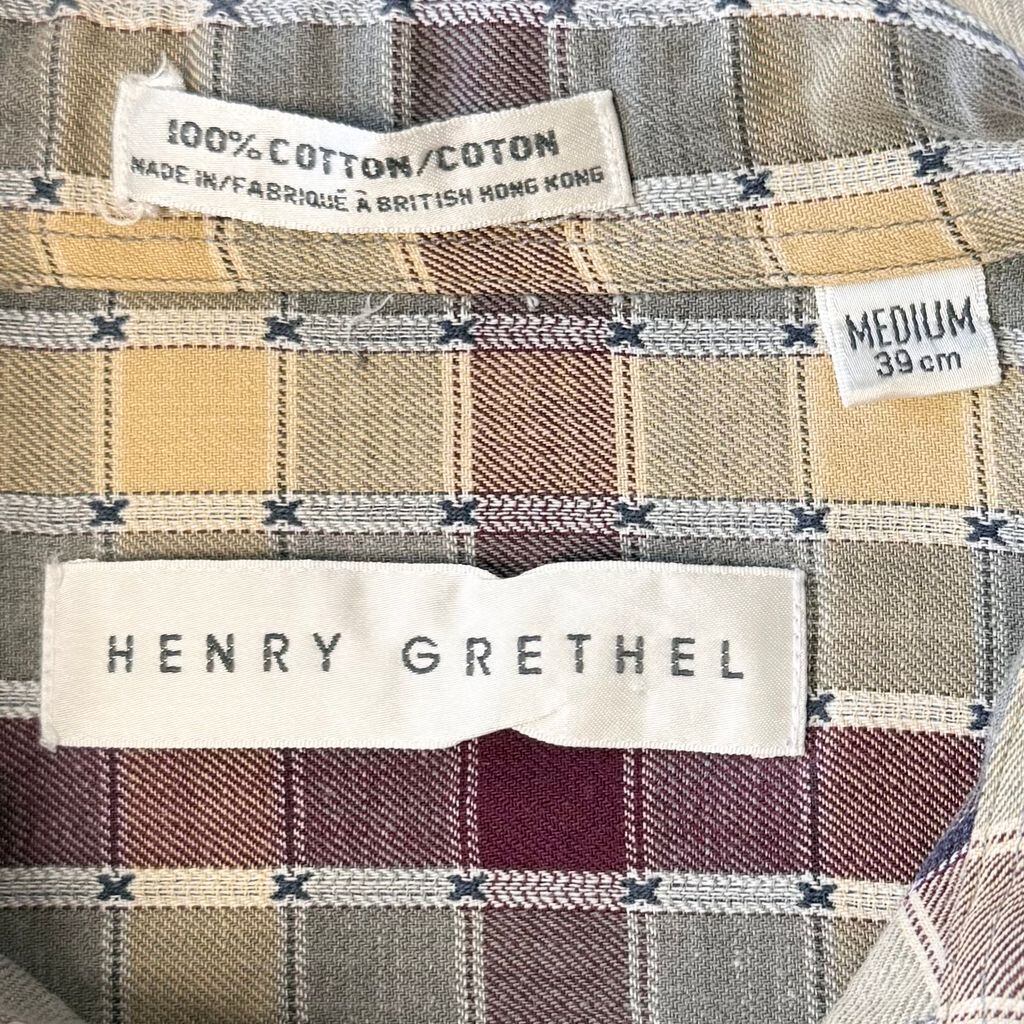 100% COTTON/COTON
MADE IN/FABRIQUÉ À BRITISH HONG KONG
MEDIUM
39 cm
HENRY GRETHEL